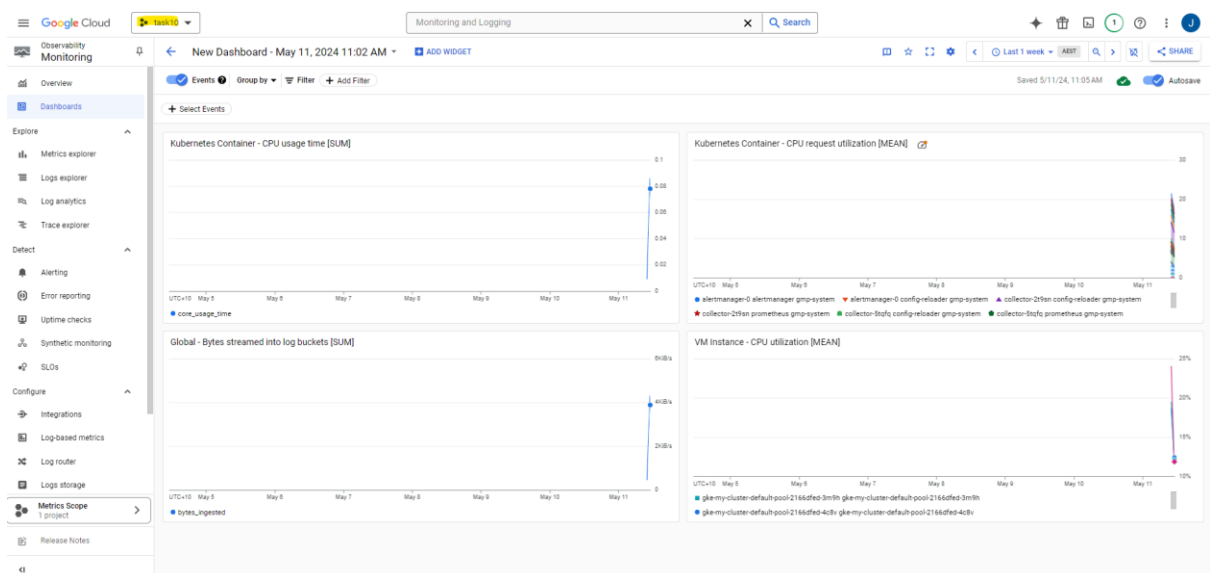 Google Cloud
task10
Monitoring and Logging
Search
1
J
Observability
Monitoring
New Dashboard - May 11, 2024 11:02 AM
ADD WIDGET
Last 1 week
AEST
SHARE
Events
Group by
Filter
+ Add Filter
Saved 5/11/24, 11:05 AM
Autosave
+ Select Events
Overview
Dashboards
Explore
Metrics explorer
Logs explorer
Log analytics
Trace explorer
Detect
Alerting
Error reporting
Uptime checks
Synthetic monitoring
SLOs
Configure
Integrations
Log-based metrics
Log router
Logs storage
Metrics Scope
1 project
Release Notes
Kubernetes Container - CPU usage time [SUM]
0.1
0.08
0.06
0.04
0.02
0
UTC+10 May 5 May 6 May 7 May 8 May 9 May 10 May 11
core_usage_time
Kubernetes Container - CPU request utilization [MEAN]
30
20
10
0
UTC+10 May 5 May 6 May 7 May 8 May 9 May 10 May 11
alertmanager-0 alertmanager gmp-system alertmanager-0 config-reloader gmp-system collector-2t9sn config-reloader gmp-system
collector-2t9sn prometheus gmp-system collector-5tqfq config-reloader gmp-system collector-5tqfq prometheus gmp-system
Global - Bytes streamed into log buckets [SUM]
6KiB/s
4KiB/s
2KiB/s
0
UTC+10 May 5 May 6 May 7 May 8 May 9 May 10 May 11
bytes_ingested
VM Instance - CPU utilization [MEAN]
25%
20%
15%
10%
UTC+10 May 5 May 6 May 7 May 8 May 9 May 10 May 11
gke-my-cluster-default-pool-2166dfed-3m9h gke-my-cluster-default-pool-2166dfed-3m9h
gke-my-cluster-default-pool-2166dfed-4c8v gke-my-cluster-default-pool-2166dfed-4c8v